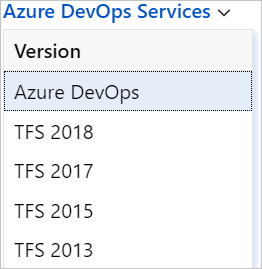 Azure DevOps Services
Version
Azure DevOps
TFS 2018
TFS 2017
TFS 2015
TFS 2013